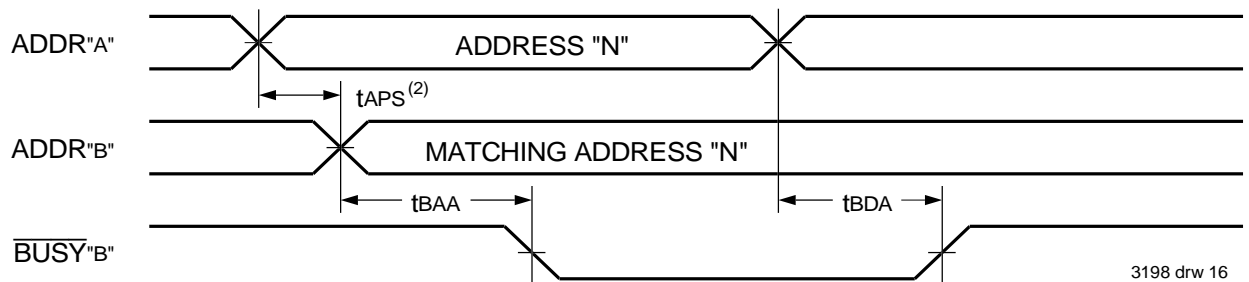 ADDR"A"
ADDRESS "N"
tAPS(2)
ADDR"B"
MATCHING ADDRESS "N"
tBAA
tBDA
BUSY"B"
3198 drw 16